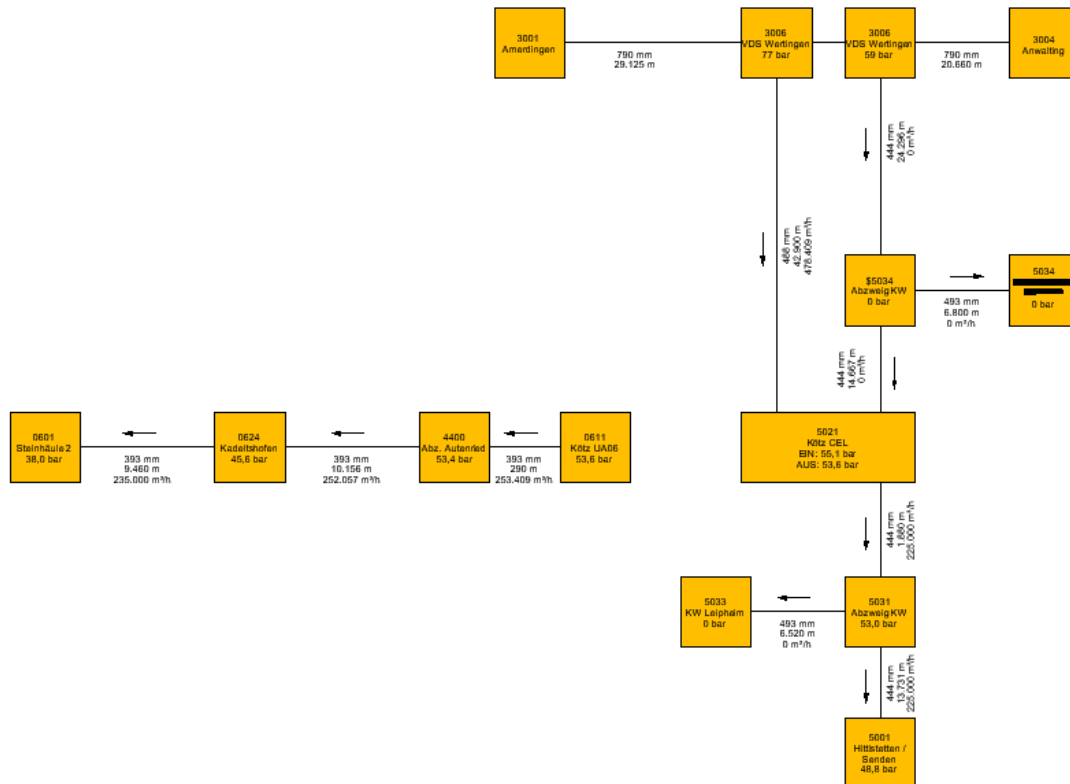 3001
Amerdingen
790 mm
29.125 m
3006
VDS Wertingen
77 bar
3006
VDS Wertingen
59 bar
790 mm
20.660 m
3004
Anwalting
444 mm
24.296 m
0 m³/h
468 mm
42.900 m
478.409 m³/h
$5034
Abzweig KW
0 bar
493 mm
6.800 m
0 m³/h
5034
0 bar
444 mm
14.667 m
0 m³/h
0601
Steinhäule 2
38,0 bar
393 mm
9.460 m
235.000 m³/h
0624
Kadeltshofen
45,6 bar
393 mm
10.156 m
252.057 m³/h
4400
Abz. Autenried
53,4 bar
393 mm
290 m
253.409 m³/h
0611
Kötz UA06
53,6 bar
5021
Kötz CEL
EIN: 55,1 bar
AUS: 53,6 bar
444 mm
1.680 m
225.000 m³/h
5033
KW Leipheim
0 bar
493 mm
6.520 m
0 m³/h
5031
Abzweig KW
53,0 bar
444 mm
13.731 m
225.000 m³/h
5001
Hittistetten /
Senden
48,8 bar